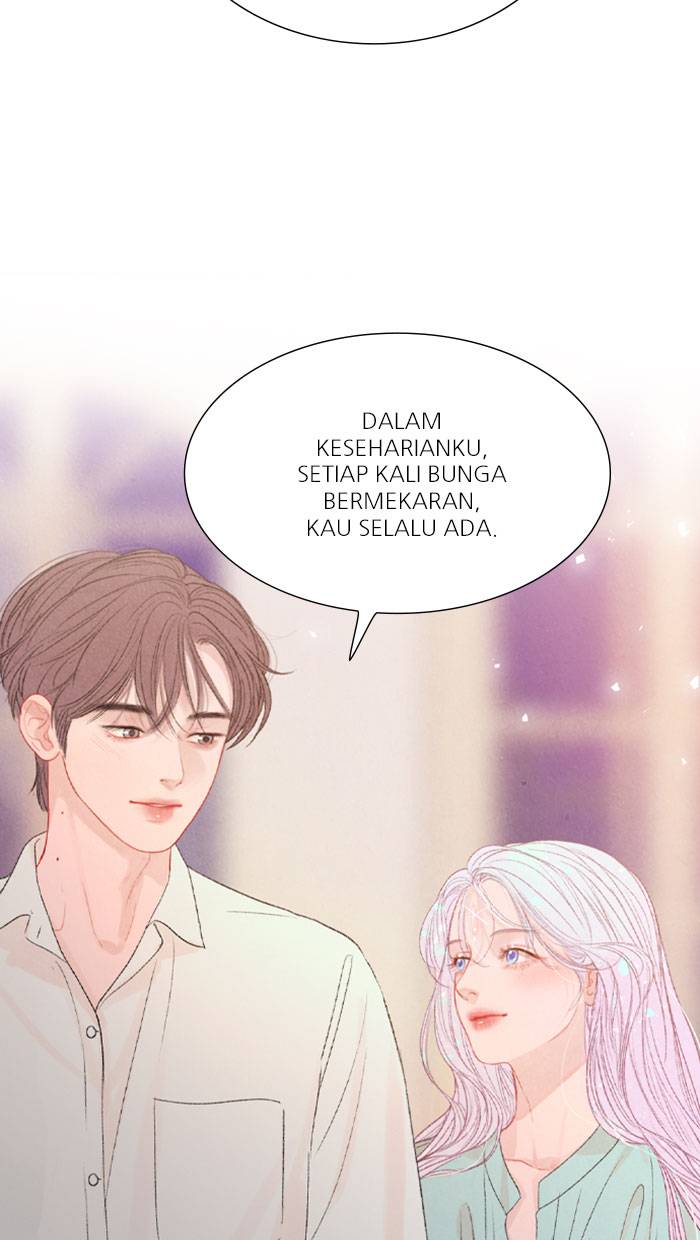 DALAM
KESEHARIANKU,
SETIAP KALI BUNGA
BERMEKARAN,
KAU SELALU ADA.